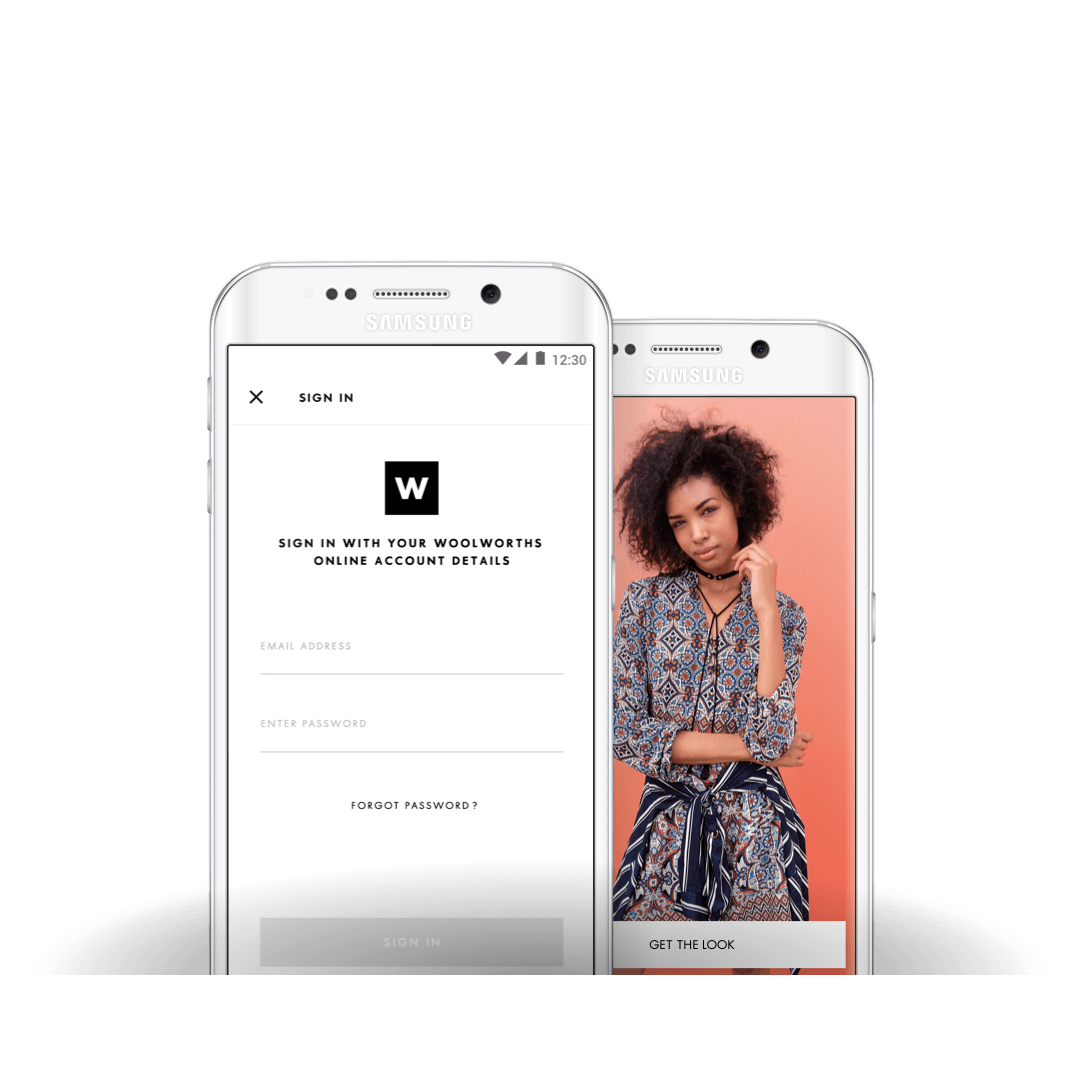 SAMSUNG
12:30
SIGN IN
W
SIGN IN WITH YOUR WOOLWORTHS
ONLINE ACCOUNT DETAILS
EMAIL ADDRESS
ENTER PASSWORD
FORGOT PASSWORD?
SIGN IN
SAMSUNG
GET THE LOOK